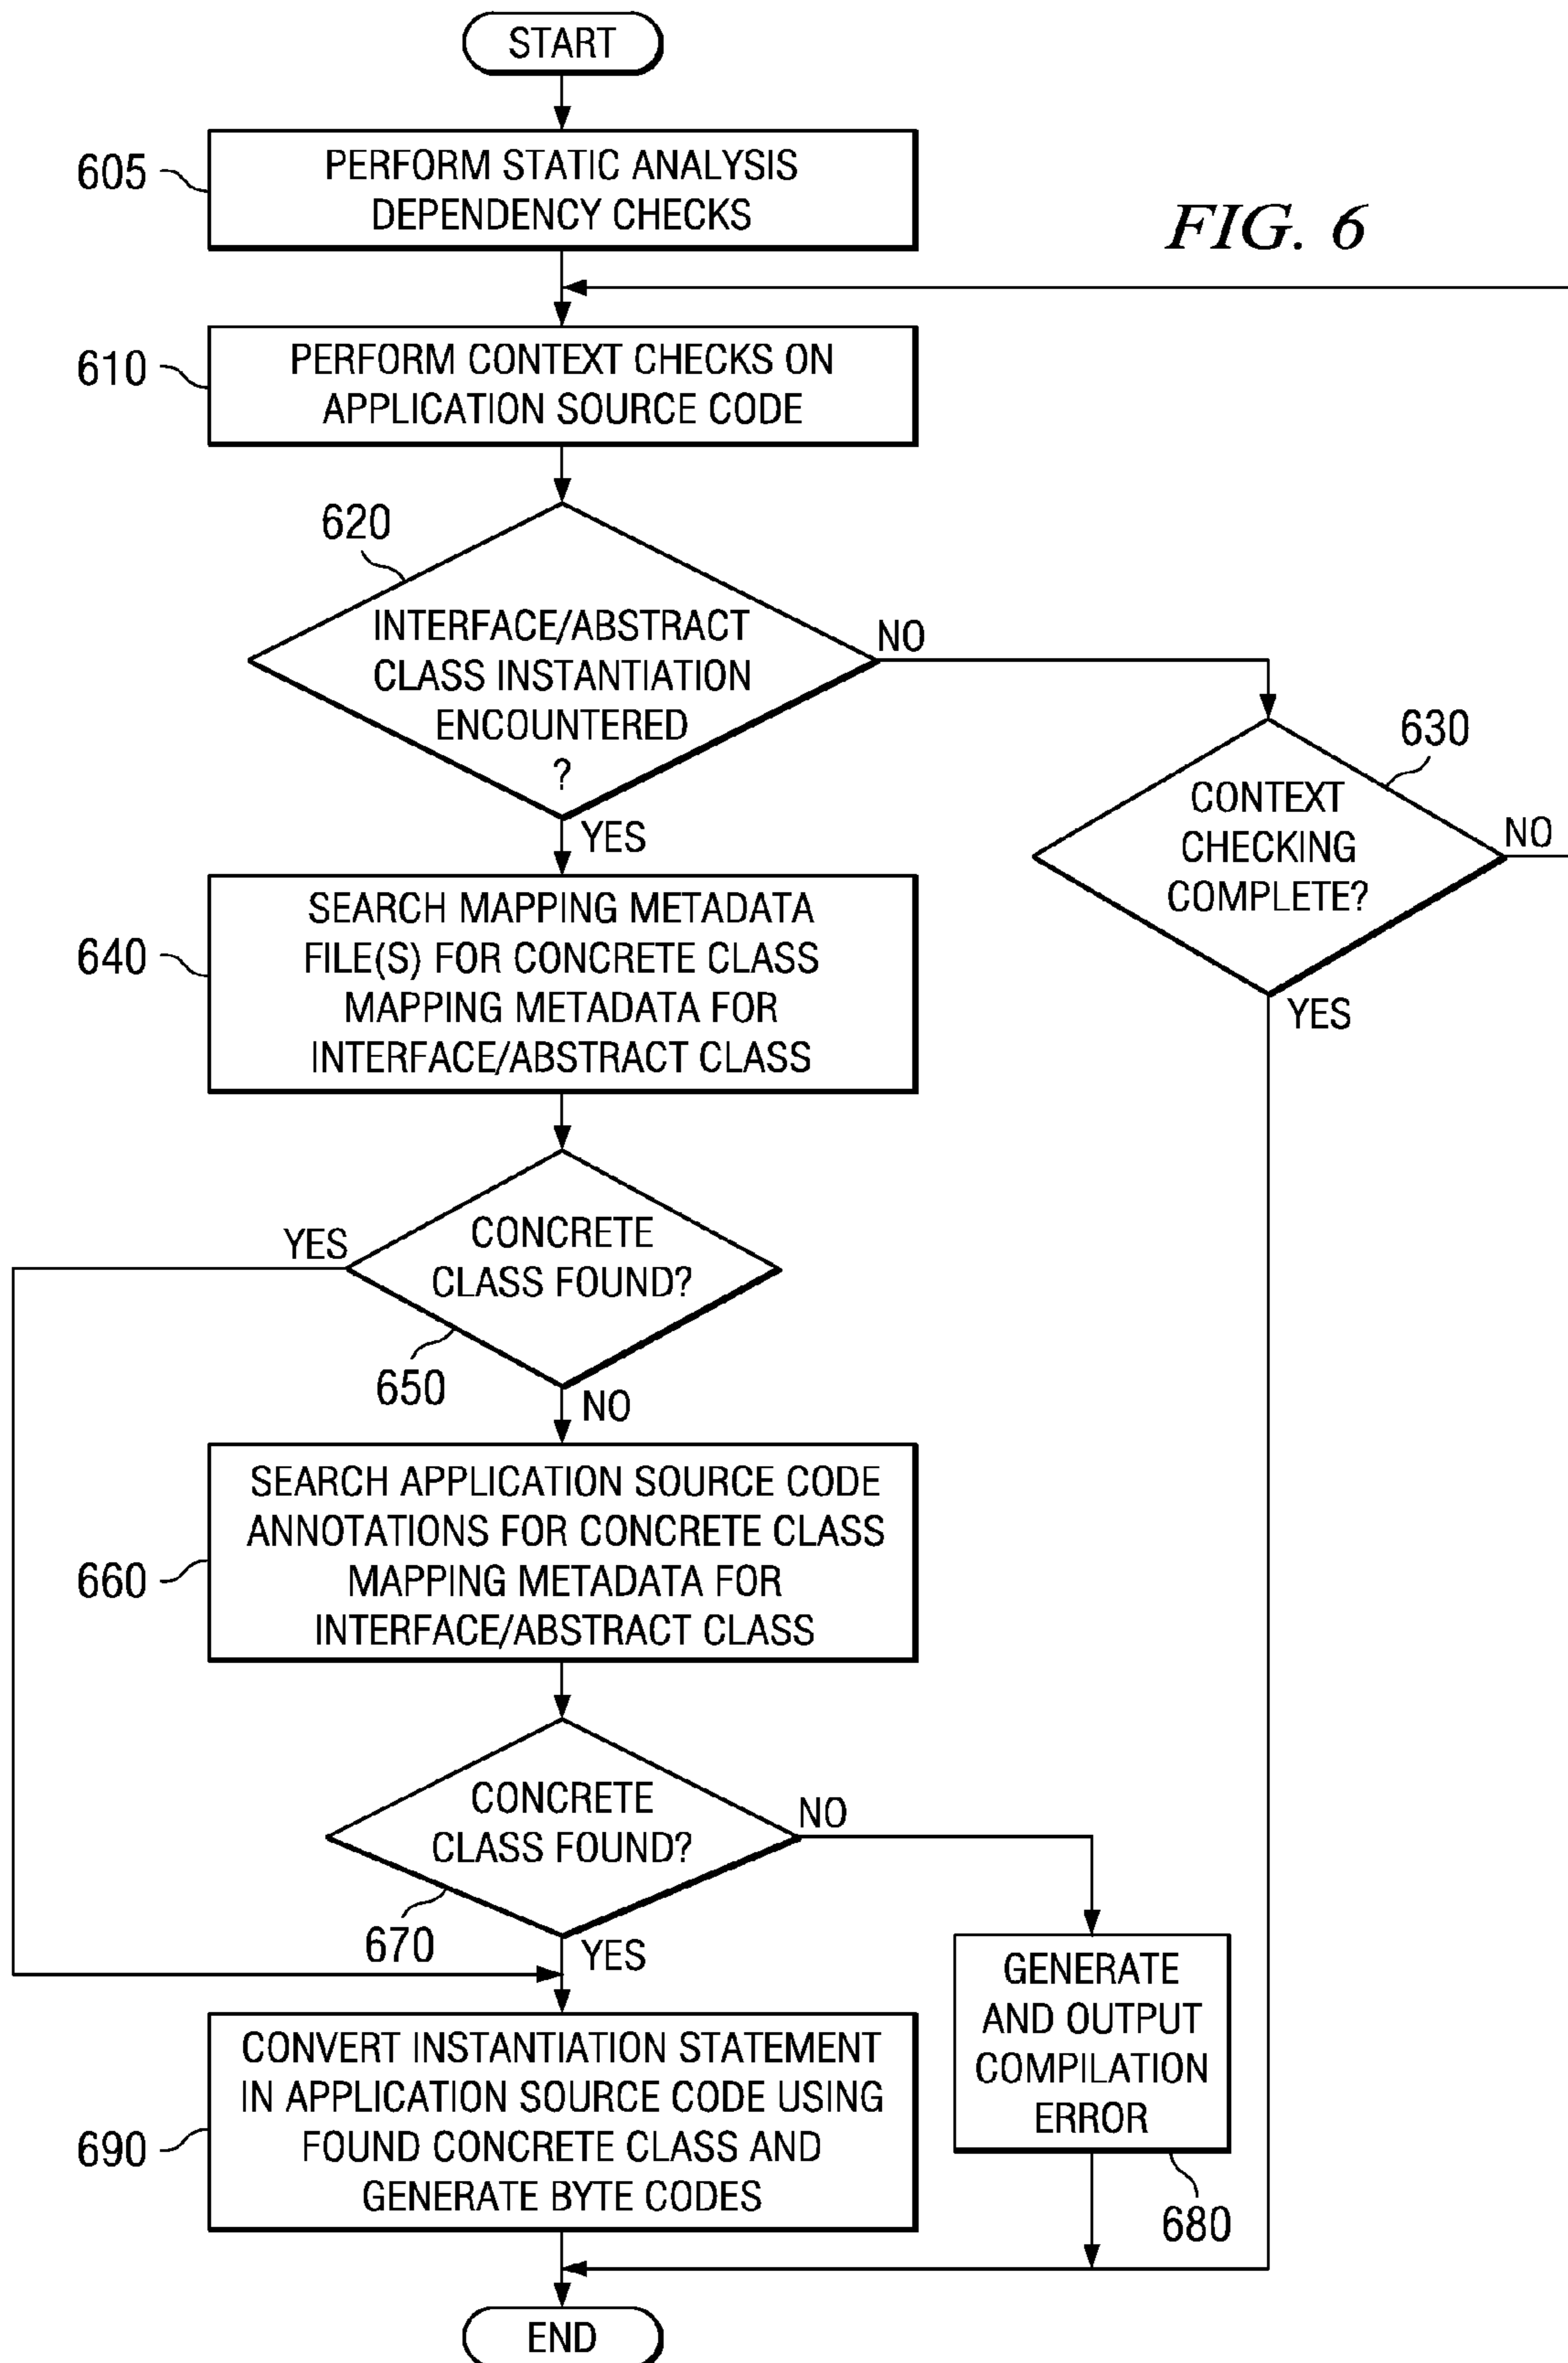 START
605
PERFORM STATIC ANALYSIS
DEPENDENCY CHECKS
FIG. 6
610
PERFORM CONTEXT CHECKS ON
APPLICATION SOURCE CODE
620
INTERFACE/ABSTRACT
CLASS INSTANTIATION
ENCOUNTERED
?
NO
YES
630
CONTEXT
CHECKING
COMPLETE?
NO
YES
640
SEARCH MAPPING METADATA
FILE(S) FOR CONCRETE CLASS
MAPPING METADATA FOR
INTERFACE/ABSTRACT CLASS
YES
CONCRETE
CLASS FOUND?
650
NO
660
SEARCH APPLICATION SOURCE CODE
ANNOTATIONS FOR CONCRETE CLASS
MAPPING METADATA FOR
INTERFACE/ABSTRACT CLASS
CONCRETE
CLASS FOUND?
NO
670
YES
GENERATE
AND OUTPUT
COMPILATION
ERROR
680
690
CONVERT INSTANTIATION STATEMENT
IN APPLICATION SOURCE CODE USING
FOUND CONCRETE CLASS AND
GENERATE BYTE CODES
END